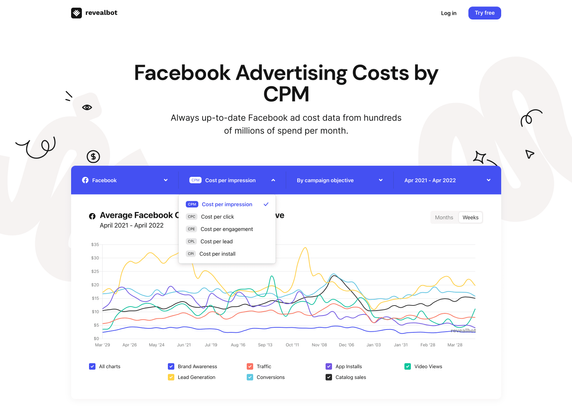 revealbot
Log in
Try free
Facebook Advertising Costs by
CPM
Always up-to-date Facebook ad cost data from hundreds
of millions of spend per month.
Facebook
CPM Cost per impression
By campaign objective
Apr 2021 - Apr 2022
CPM Cost per impression
CPC Cost per click
CPE Cost per engagement
CPL Cost per lead
CPI Cost per install
Average Facebook C
ve
April 2021 - April 2022
Months
Weeks
$35
$30
$25
$20
$15
$10
$5
$0
Mar '29
Apr '26
May '24
Jun '21
Jul '19
Aug '16
Sep '13
Oct '11
Nov '08
Dec '06
Jan '03
Jan '31
Feb '28
Mar '28
revealbot
All charts
Brand Awareness
Traffic
App Installs
Video Views
Lead Generation
Conversions
Catalog sales